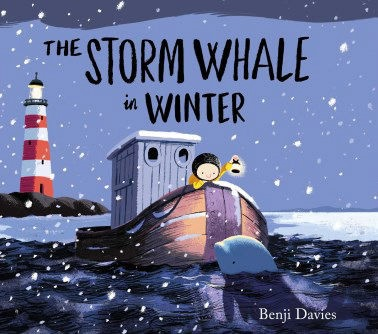 THE STORM WHALE
in WINTER
Benji Davies